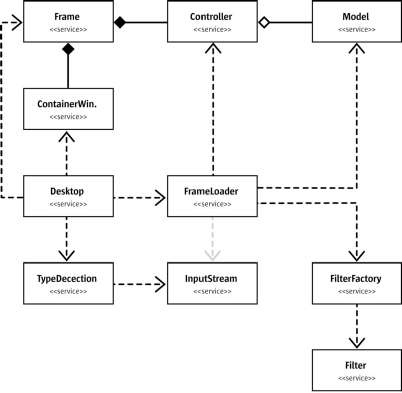 Frame
<<service>>
Controller
<<service>>
Model
<<service>>
ContainerWin.
<<service>>
Desktop
<<service>>
FrameLoader
<<service>>
TypeDecection
<<service>>
InputStream
<<service>>
FilterFactory
<<service>>
Filter
<<service>>